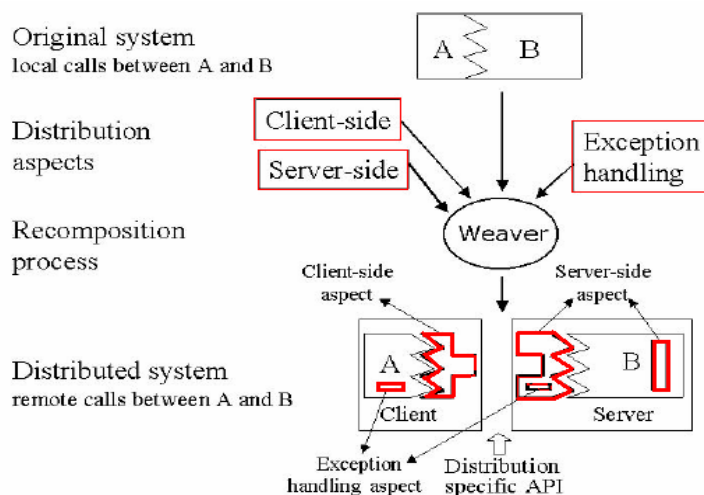 Original system
local calls between A and B
A
B
Distribution
aspects
Client-side
Server-side
Exception
handling
Recomposition
process
Weaver
Client-side
aspect
Server-side
aspect
Distributed system
remote calls between A and B
A
Client
B
Server
Exception
handling aspect
Distribution
specific API